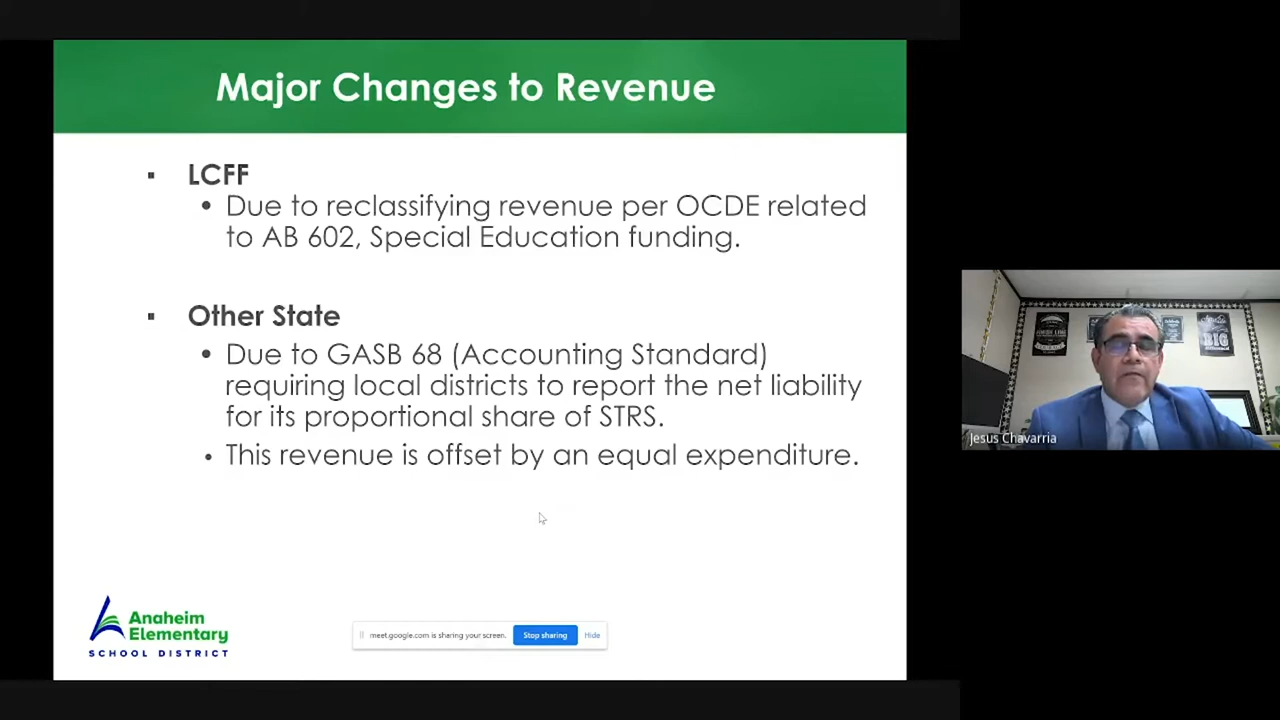 Major Changes to Revenue
▪ LCFF
• Due to reclassifying revenue per OCDE related
to AB 602, Special Education funding.
▪ Other State
• Due to GASB 68 (Accounting Standard)
requiring local districts to report the net liability
for its proportional share of STRS.
• This revenue is offset by an equal expenditure.
Anaheim
Elementary
SCHOOL DISTRICT
meet.google.com is sharing your screen. Stop sharing Hide
BIG
Jesus Chavarria